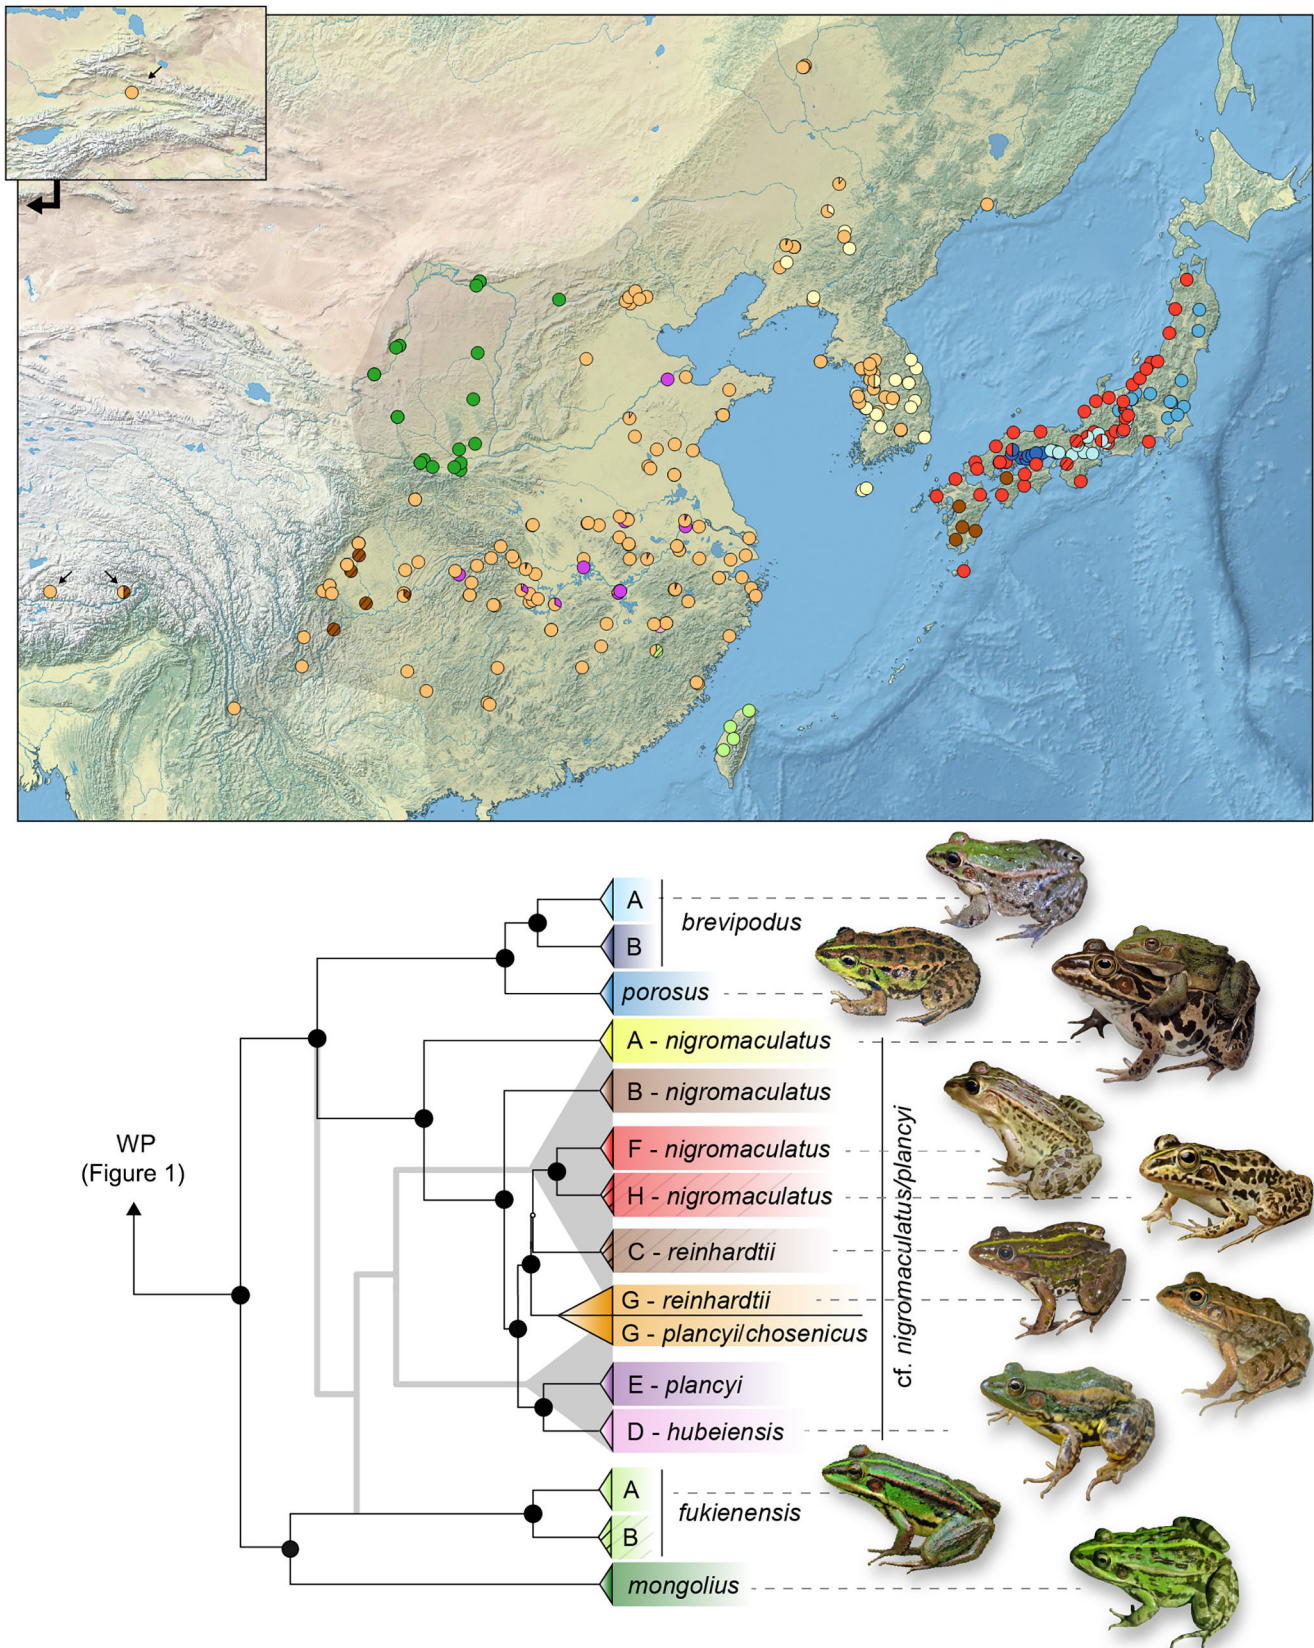 A
brevipodus
B
porosus
A - nigromaculatus
B - nigromaculatus
WP
(Figure 1)
F - nigromaculatus
H - nigromaculatus
C - reinhardtii
G - reinhardtii
G - plancyi/chosenicus
cf. nigromaculatus/plancyi
E - plancyi
D - hubeiensis
A
fukienensis
B
mongolius